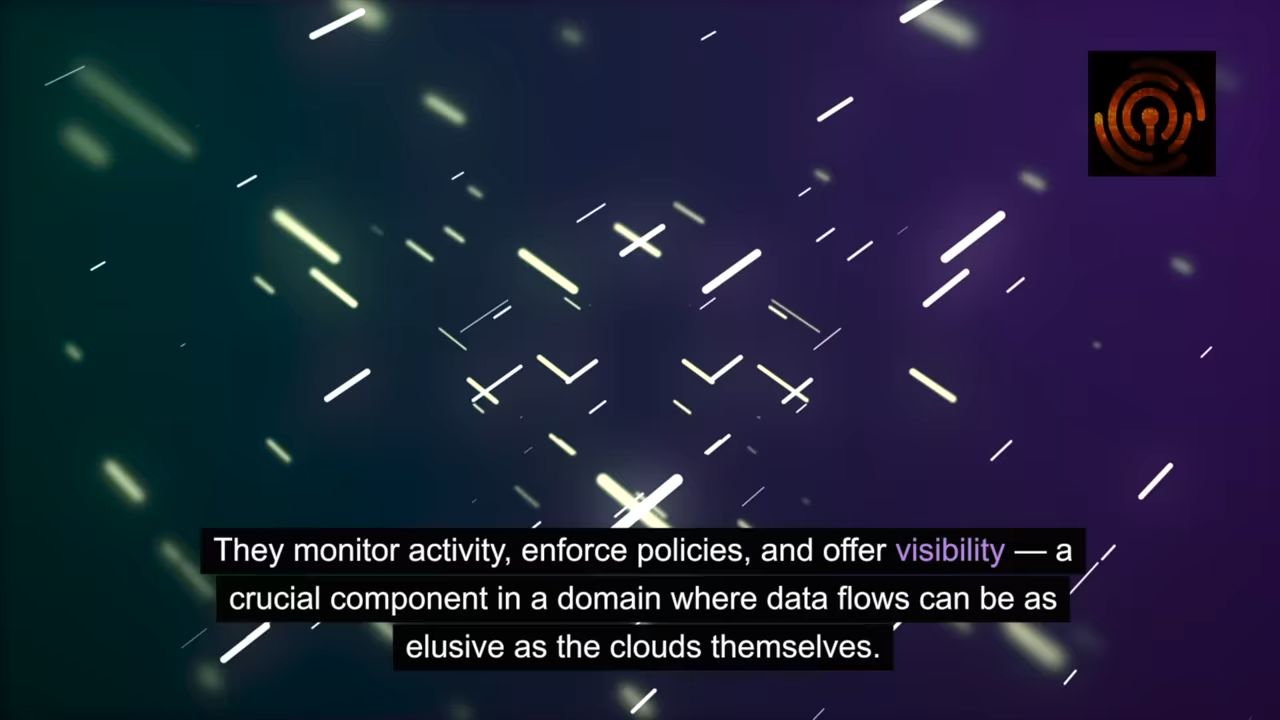 They monitor activity, enforce policies, and offer visibility — a
crucial component in a domain where data flows can be as
elusive as the clouds themselves.